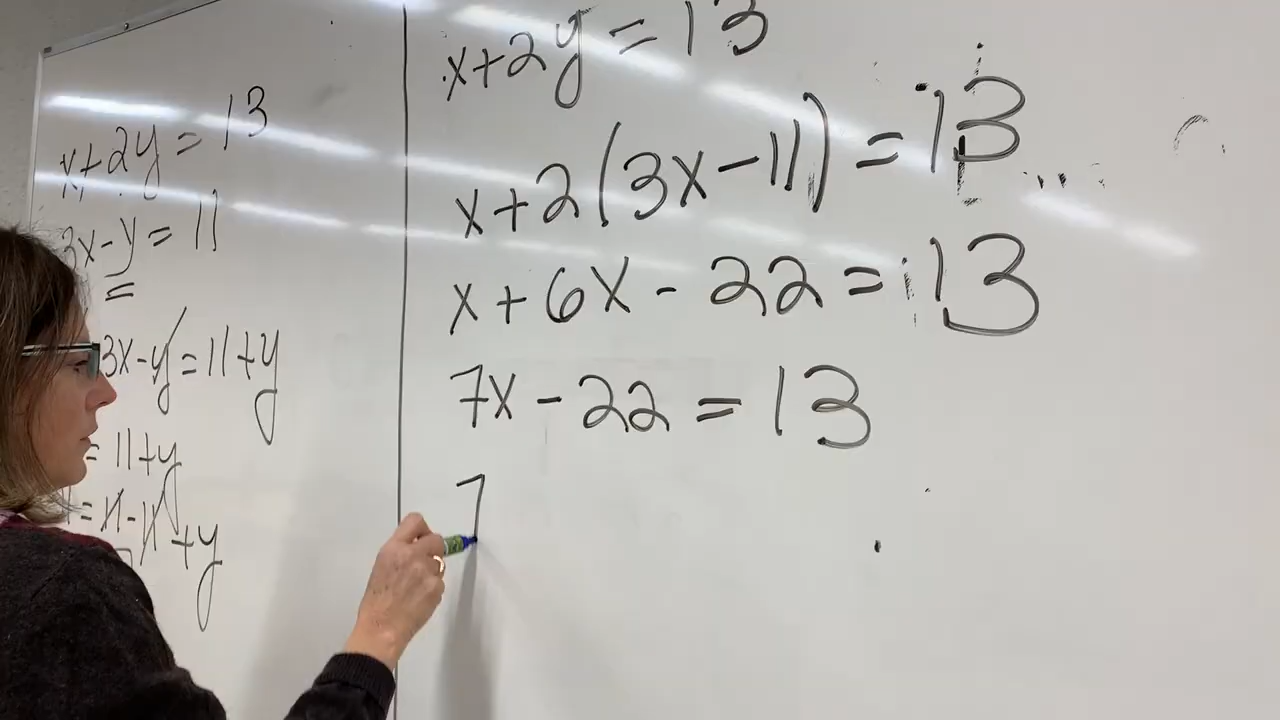 x+2y=13
3x-y=11
3x-y=11+y
=11+y
=11-11+y
x+2y=13
x+2(3x-11)=13
x+6x-22=13
7x-22=13
7